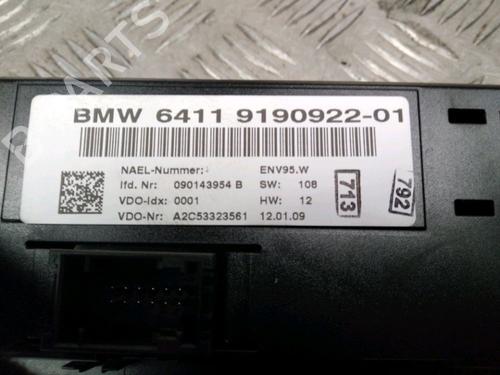 BMW 6411 9190922-01
NAEL-Nummer:
ENV95.W
lfd. Nr: 090143954 B
SW: 108
VDO-Idx: 0001
HW: 12
VDO-Nr: A2C53323561
12.01.09
713
792
B PARTS